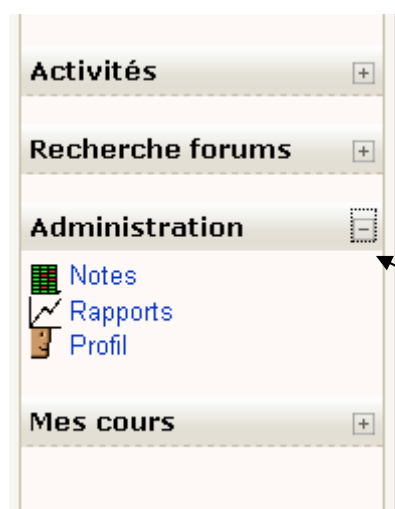 Activités
Recherche forums
Administration
Notes
Rapports
Profil
Mes cours